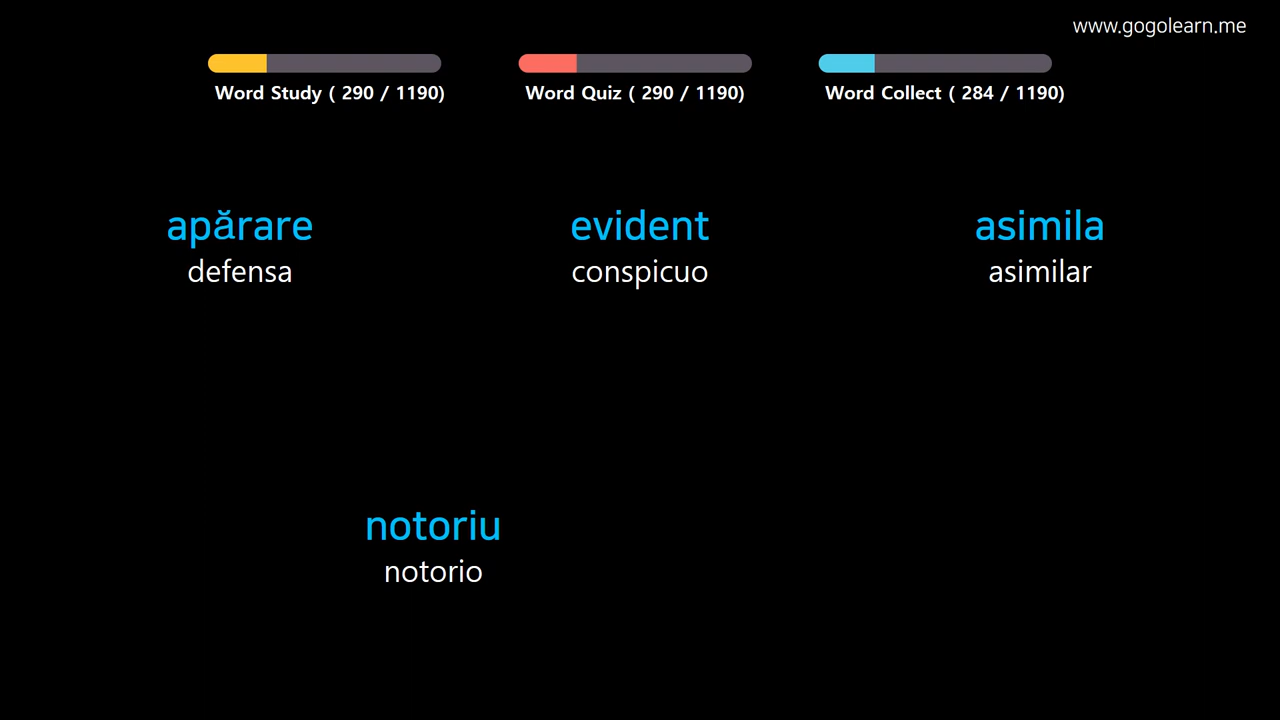 www.gogolearn.me
Word Study ( 290 / 1190)
Word Quiz ( 290 / 1190)
Word Collect ( 284 / 1190)
apărare
defensa
evident
conspicuo
asimila
asimilar
notoriu
notorio